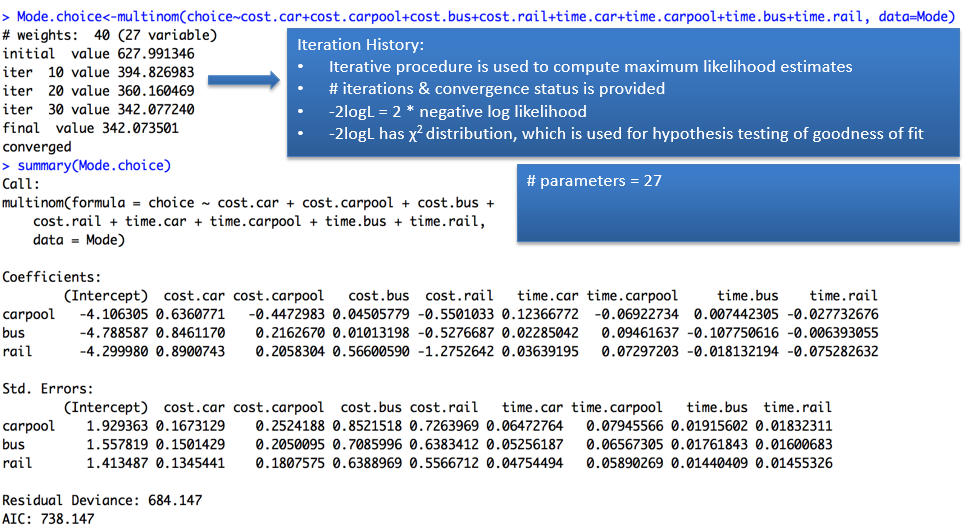 > Mode.choice<-multinom(choice~cost.car+cost.carpool+cost.bus+cost.rail+time.car+time.carpool+time.bus+time.rail, data=Mode)
# weights:  40 (27 variable)
initial  value 627.991346
iter  10 value 394.826983
iter  20 value 360.160469
iter  30 value 342.077240
final  value 342.073501
converged
Iteration History:
• Iterative procedure is used to compute maximum likelihood estimates
• # iterations & convergence status is provided
• -2logL = 2 * negative log likelihood
• -2logL has χ² distribution, which is used for hypothesis testing of goodness of fit
> summary(Mode.choice)
Call:
multinom(formula = choice ~ cost.car + cost.carpool + cost.bus +
    cost.rail + time.car + time.carpool + time.bus + time.rail,
    data = Mode)
# parameters = 27
Coefficients:
        (Intercept)  cost.car cost.carpool   cost.bus  cost.rail   time.car time.carpool     time.bus    time.rail
carpool   -4.106305 0.6360771   -0.4472983 0.04505779 -0.5501033 0.12366772  -0.06922734  0.007442305 -0.027732676
bus       -4.788587 0.8461170    0.2162670 0.01013198 -0.5276687 0.02285042   0.09461637 -0.107750616 -0.006393055
rail      -4.299980 0.8900743    0.2058304 0.56600590 -1.2752642 0.03639195   0.07297203 -0.018132194 -0.075282632
Std. Errors:
        (Intercept)  cost.car cost.carpool  cost.bus cost.rail   time.car time.carpool   time.bus  time.rail
carpool    1.929363 0.1673129    0.2524188 0.8521518 0.7263969 0.06472764   0.07945566 0.01915602 0.01832311
bus        1.557819 0.1501429    0.2050095 0.7085996 0.6383412 0.05256187   0.06567305 0.01761843 0.01600683
rail       1.413487 0.1345441    0.1807575 0.6388969 0.5566712 0.04754494   0.05890269 0.01440409 0.01455326
Residual Deviance: 684.147
AIC: 738.147